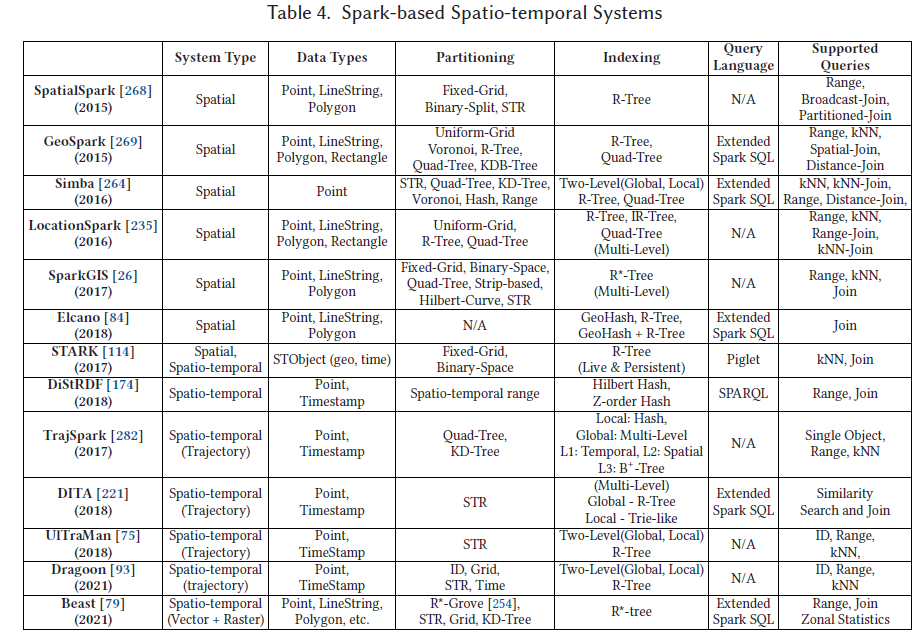 Table 4. Spark-based Spatio-temporal Systems
System Type Data Types Partitioning Indexing Query Language Supported Queries
SpatialSpark [268] (2015) Spatial Point, LineString, Polygon Fixed-Grid, Binary-Split, STR R-Tree N/A Range, Broadcast-Join, Partitioned-Join
GeoSpark [269] (2015) Spatial Point, LineString, Polygon, Rectangle Uniform-Grid Voronoi, R-Tree, Quad-Tree, KDB-Tree R-Tree, Quad-Tree Extended Spark SQL Range, kNN, Spatial-Join, Distance-Join
Simba [264] (2016) Spatial Point STR, Quad-Tree, KD-Tree, Voronoi, Hash, Range Two-Level(Global, Local) R-Tree, Quad-Tree Extended Spark SQL kNN, kNN-Join, Range, Distance-Join,
LocationSpark [235] (2016) Spatial Point, LineString, Polygon, Rectangle Uniform-Grid, R-Tree, Quad-Tree R-Tree, IR-Tree, Quad-Tree (Multi-Level) N/A Range, kNN, Range-Join, kNN-Join
SparkGIS [26] (2017) Spatial Point, LineString, Polygon Fixed-Grid, Binary-Space, Quad-Tree, Strip-based, Hilbert-Curve, STR R*-Tree (Multi-Level) N/A Range, kNN, Join
Elcano [84] (2018) Spatial Point, LineString, Polygon N/A GeoHash, R-Tree, GeoHash + R-Tree Extended Spark SQL Join
STARK [114] (2017) Spatial, Spatio-temporal STObject (geo, time) Fixed-Grid, Binary-Space R-Tree (Live & Persistent) Piglet kNN, Join
DiStRDF [174] (2018) Spatio-temporal Point, Timestamp Spatio-temporal range Hilbert Hash, Z-order Hash SPARQL Range, Join
TrajSpark [282] (2017) Spatio-temporal (Trajectory) Point, Timestamp Quad-Tree, KD-Tree Local: Hash, Global: Multi-Level L1: Temporal, L2: Spatial L3: B⁺-Tree N/A Single Object, Range, kNN
DITA [221] (2018) Spatio-temporal (Trajectory) Point, Timestamp STR (Multi-Level) Global - R-Tree Local - Trie-like Extended Spark SQL Similarity Search and Join
UlTraMan [75] (2018) Spatio-temporal (Trajectory) Point, TimeStamp STR Two-Level(Global, Local) R-Tree N/A ID, Range, kNN,
Dragoon [93] (2021) Spatio-temporal (trajectory) Point, TimeStamp ID, Grid, STR, Time Two-Level(Global, Local) R-Tree N/A ID, Range, kNN
Beast [79] (2021) Spatio-temporal (Vector + Raster) Point, LineString, Polygon, etc. R*-Grove [254], STR, Grid, KD-Tree R*-tree Extended Spark SQL Range, Join Zonal Statistics